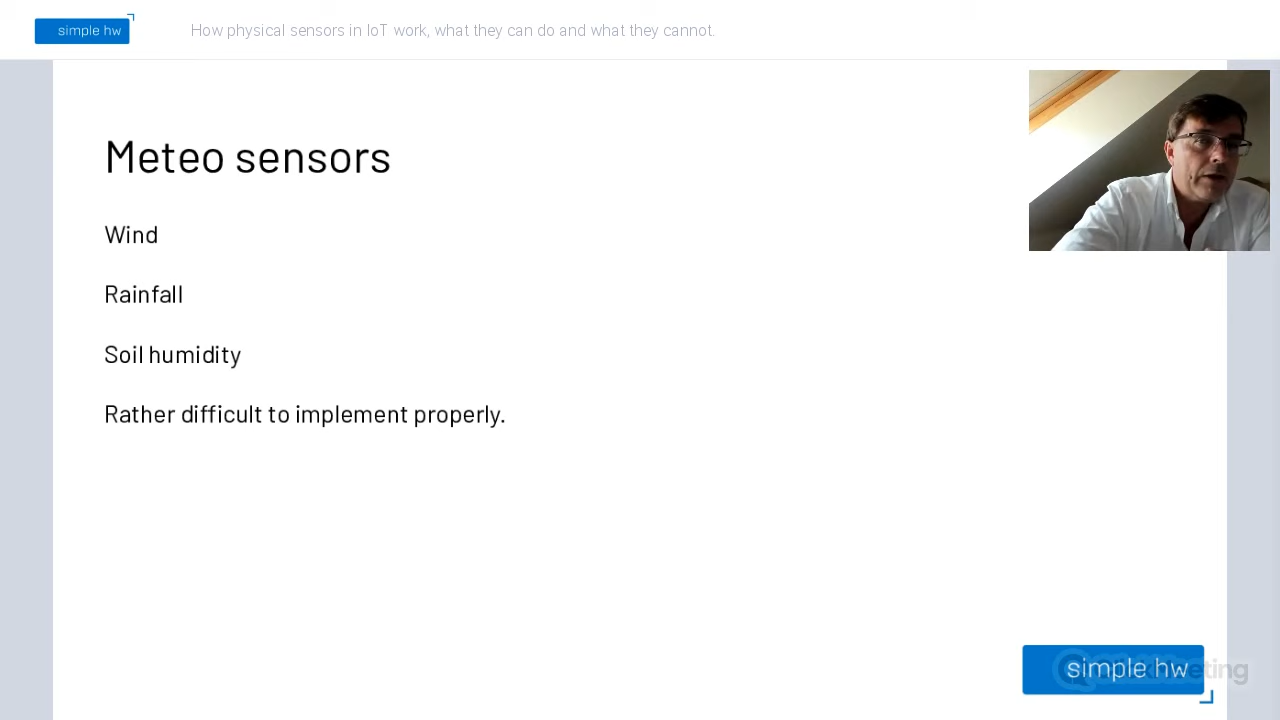 simple hw
How physical sensors in IoT work, what they can do and what they cannot.
Meteo sensors
Wind
Rainfall
Soil humidity
Rather difficult to implement properly.
simple hw